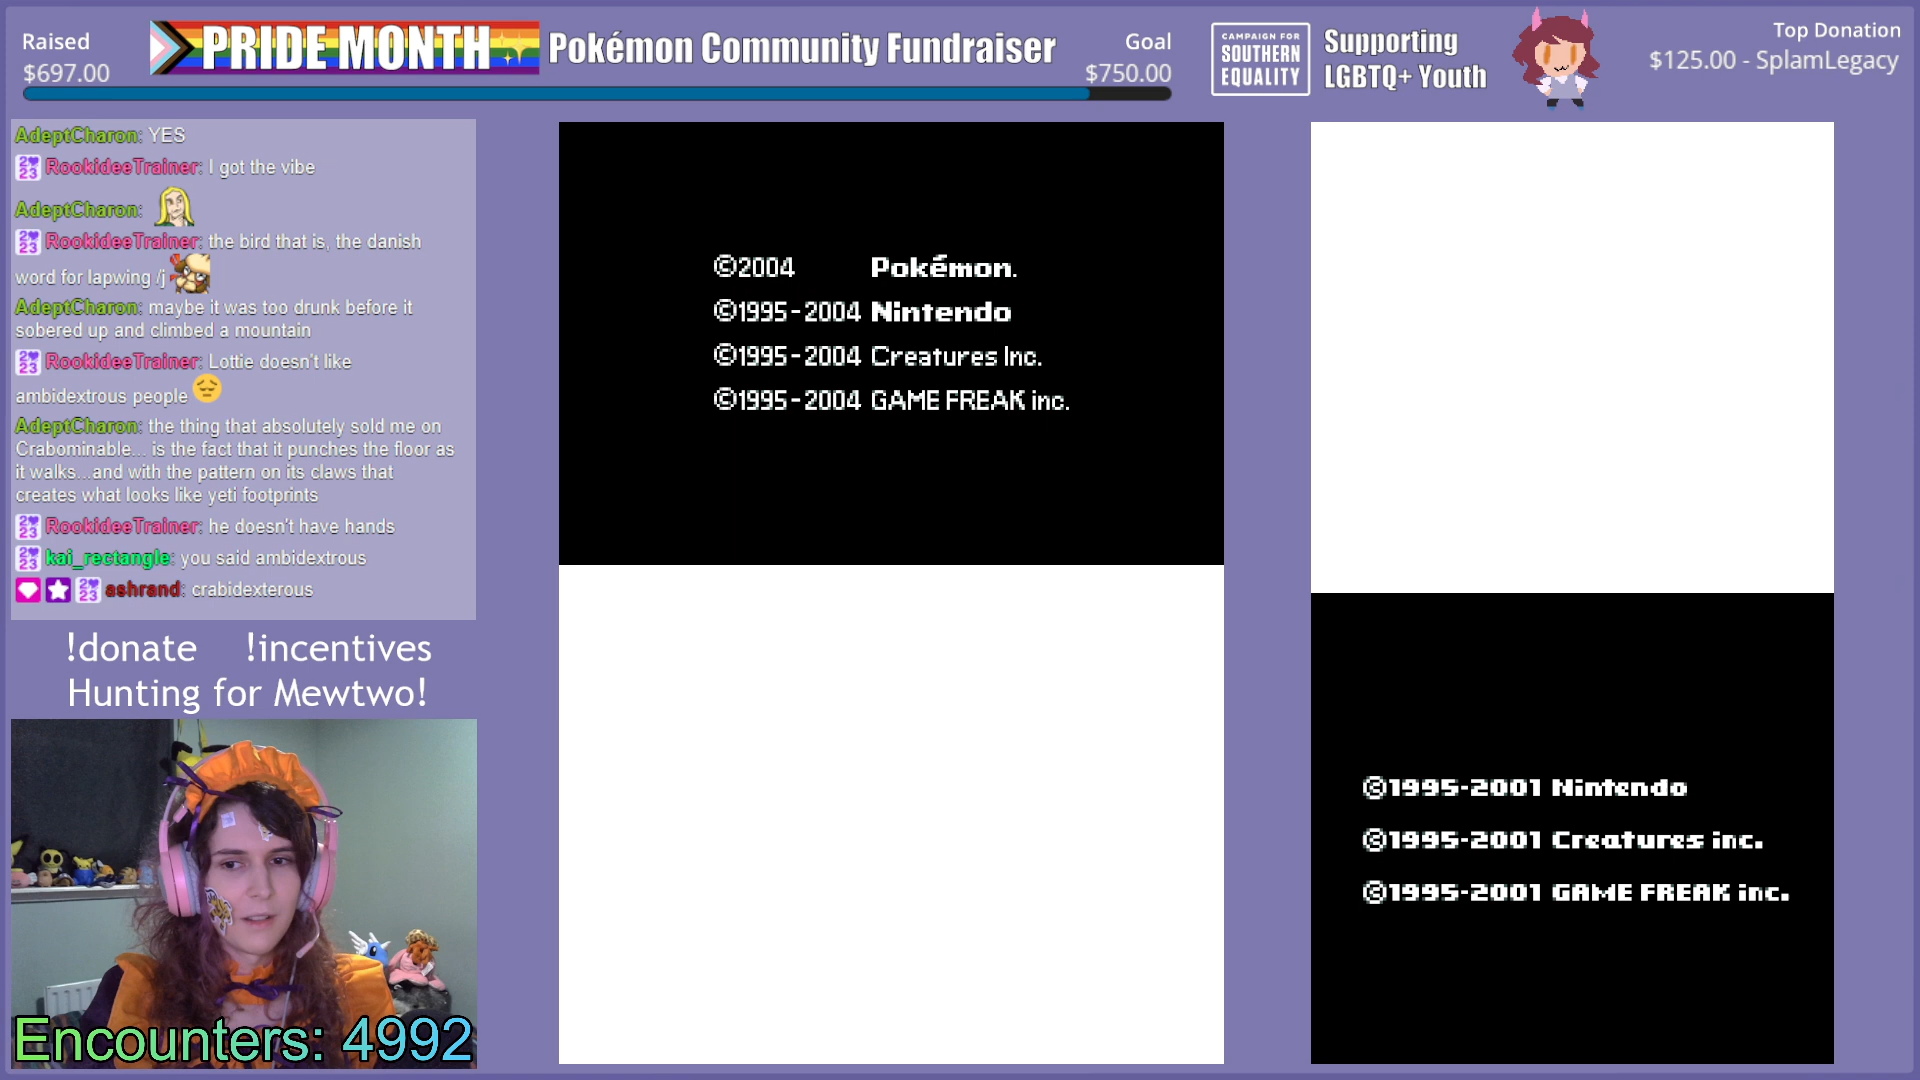 Raised
$697.00
PRIDE MONTH
Pokémon Community Fundraiser
Goal
$750.00
CAMPAIGN FOR
SOUTHERN
EQUALITY
Supporting
LGBTQ+ Youth
Top Donation
$125.00 - SplamLegacy
AdeptCharon: YES
RookideeTrainer: I got the vibe
AdeptCharon:
RookideeTrainer: the bird that is, the danish
word for lapwing /j
AdeptCharon: maybe it was too drunk before it
sobered up and climbed a mountain
RookideeTrainer: Lottie doesn't like
ambidextrous people
AdeptCharon: the thing that absolutely sold me on
Crabominable... is the fact that it punches the floor as
it walks...and with the pattern on its claws that
creates what looks like yeti footprints
RookideeTrainer: he doesn't have hands
kai_rectangle: you said ambidextrous
ashrand: crabidexterous
!donate !incentives
Hunting for Mewtwo!
Encounters: 4992
©2004 Pokémon.
©1995-2004 Nintendo
©1995-2004 Creatures Inc.
©1995-2004 GAME FREAK inc.
©1995-2001 Nintendo
©1995-2001 Creatures inc.
©1995-2001 GAME FREAK inc.